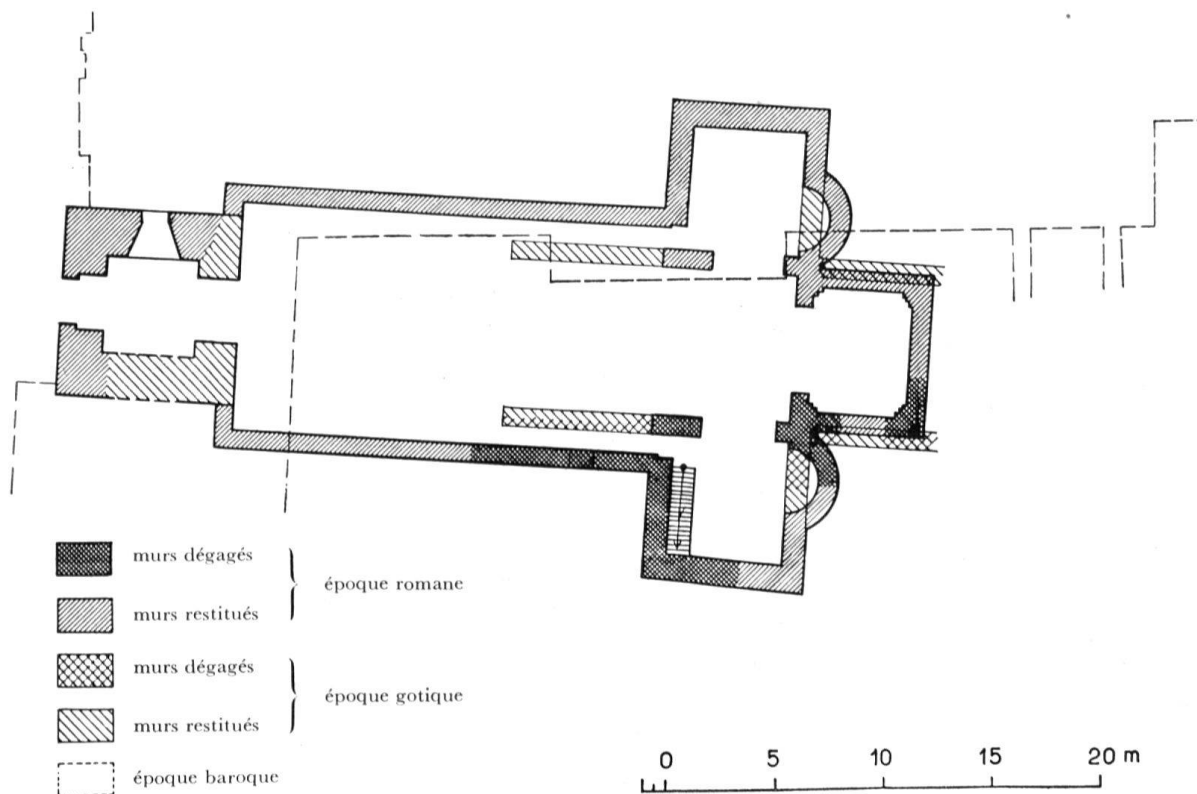 murs dégagés
époque romane
murs restitués
murs dégagés
époque gotique
murs restitués
époque baroque
0 5 10 15 20 m